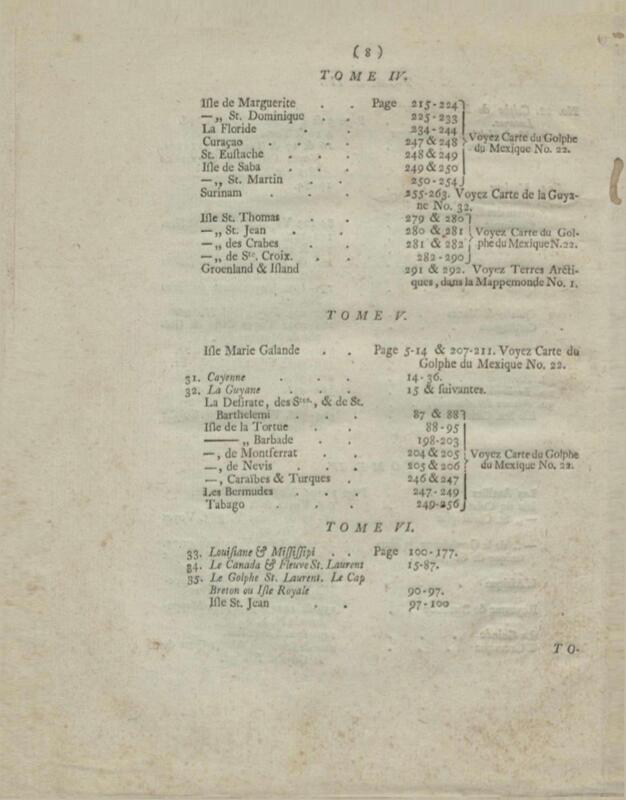 ( 8 )
TOME IV.
Isle de Marguerite . . Page 215-224
—„ St. Dominique . . 225-233
La Floride . . 234-244
Curaçao . . . . 247 & 248 Voyez Carte du Golphe
St. Eustache . . . 248 & 249 du Mexique No. 22.
Isle de Saba . . . 249 & 250
—„ St. Martin . . 250-254
Surinam . . . . 255-263. Voyez Carte de la Guya-
ne No. 32.
Isle St. Thomas . . . 279 & 280
—„ St. Jean . . . 280 & 281 Voyez Carte du Gol-
—„ des Crabes . . 281 & 282 phe du Mexique N. 22.
—„ de Ste. Croix. . . 282-290
Groenland & Island 291 & 292. Voyez Terres Arcti-
ques, dans la Mappemonde No. 1.
TOME V.
Isle Marie Galande . . Page 5-14 & 207-211. Voyez Carte du
Golphe du Mexique No. 22.
31. Cayenne . . . 14-36.
32. La Guyane . . . 15 & suivantes.
La Desirate, des Stes., & de St.
Barthelemi . . . 87 & 88
Isle de la Tortue . . 88-95
—— „ Barbade . . 198-203
—, de Montserrat . . 204 & 205 Voyez Carte du Golphe
—, de Nevis . . . 205 & 206 du Mexique No. 22.
—, Caraïbes & Turques . 246 & 247
Les Bermudes . . . 247-249
Tabago . . . . 249-256
TOME VI.
33. Louisiane & Mississipi . . Page 100-177.
34. Le Canada & Fleuve St. Laurent 15-87.
35. Le Golphe St. Laurent. Le Cap
Breton ou Isle Royale 90-97.
Isle St. Jean . . 97-100
TO-